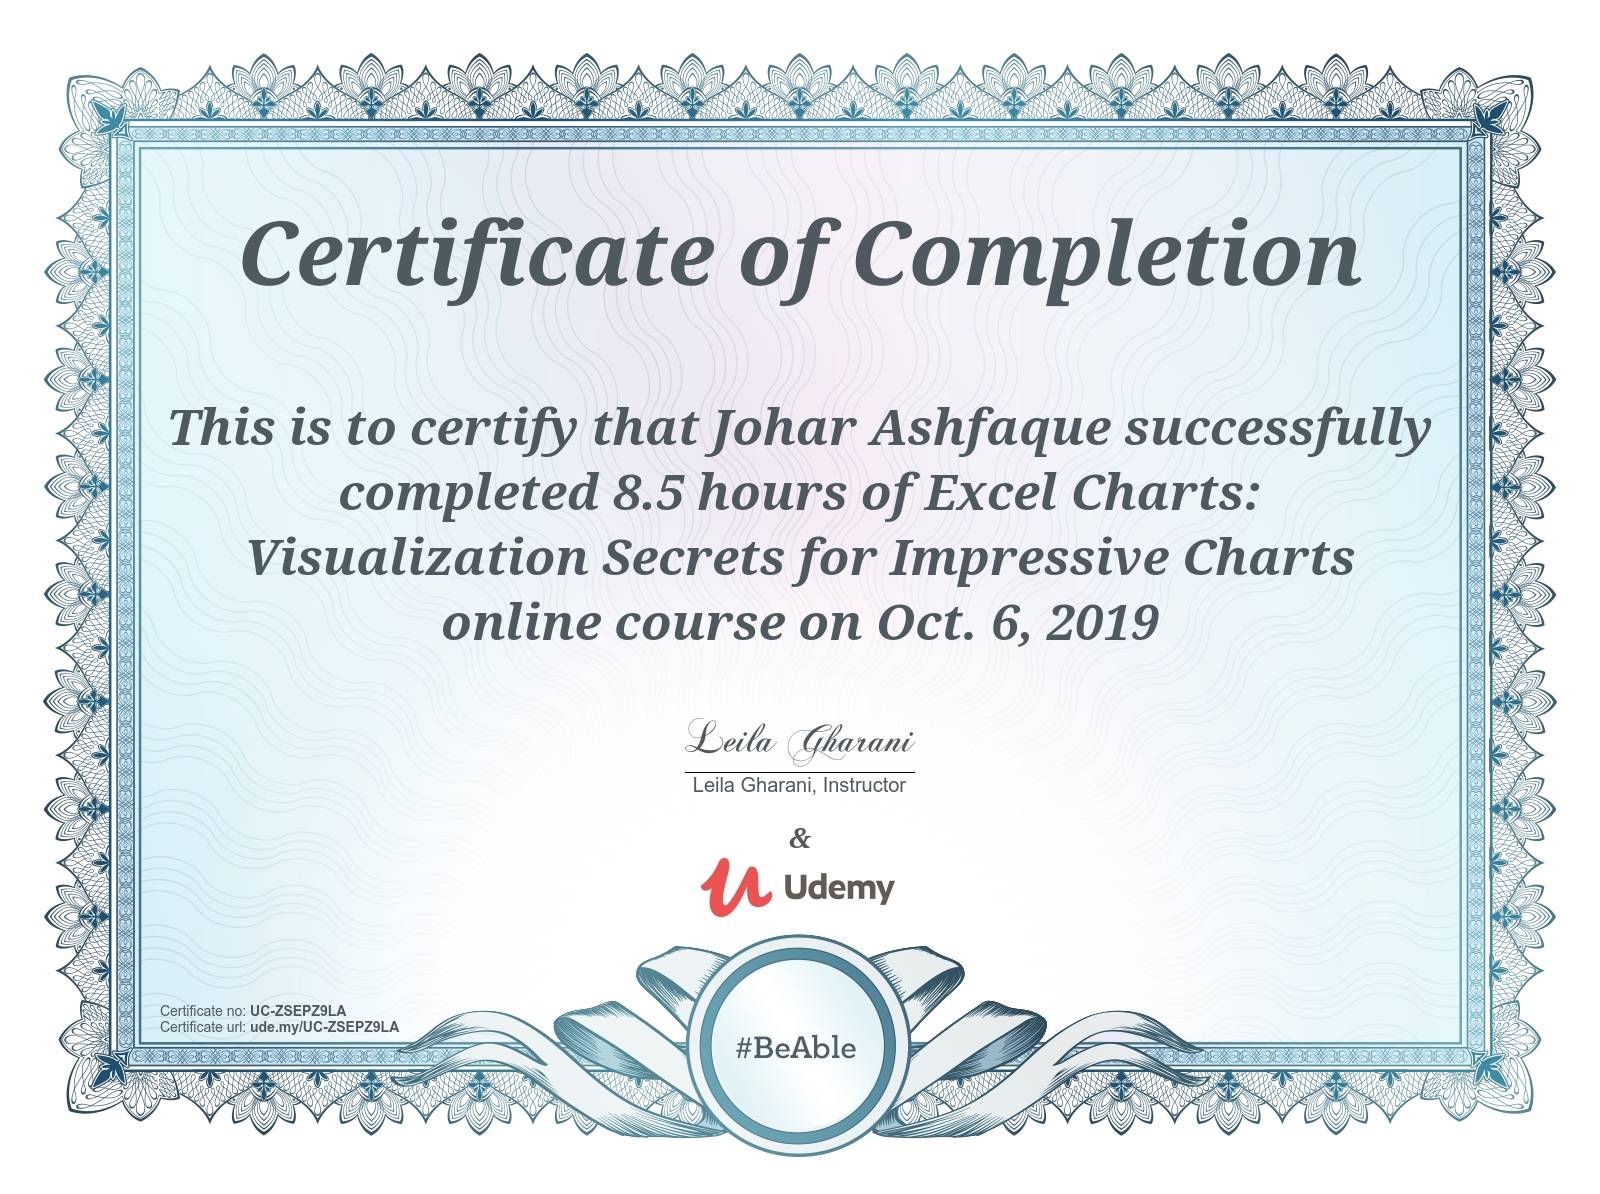 Certificate of Completion
This is to certify that Johar Ashfaque successfully
completed 8.5 hours of Excel Charts:
Visualization Secrets for Impressive Charts
online course on Oct. 6, 2019
Leila Gharani
Leila Gharani, Instructor
&
Udemy
Certificate no: UC-ZSEPZ9LA
Certificate url: ude.my/UC-ZSEPZ9LA
#BeAble